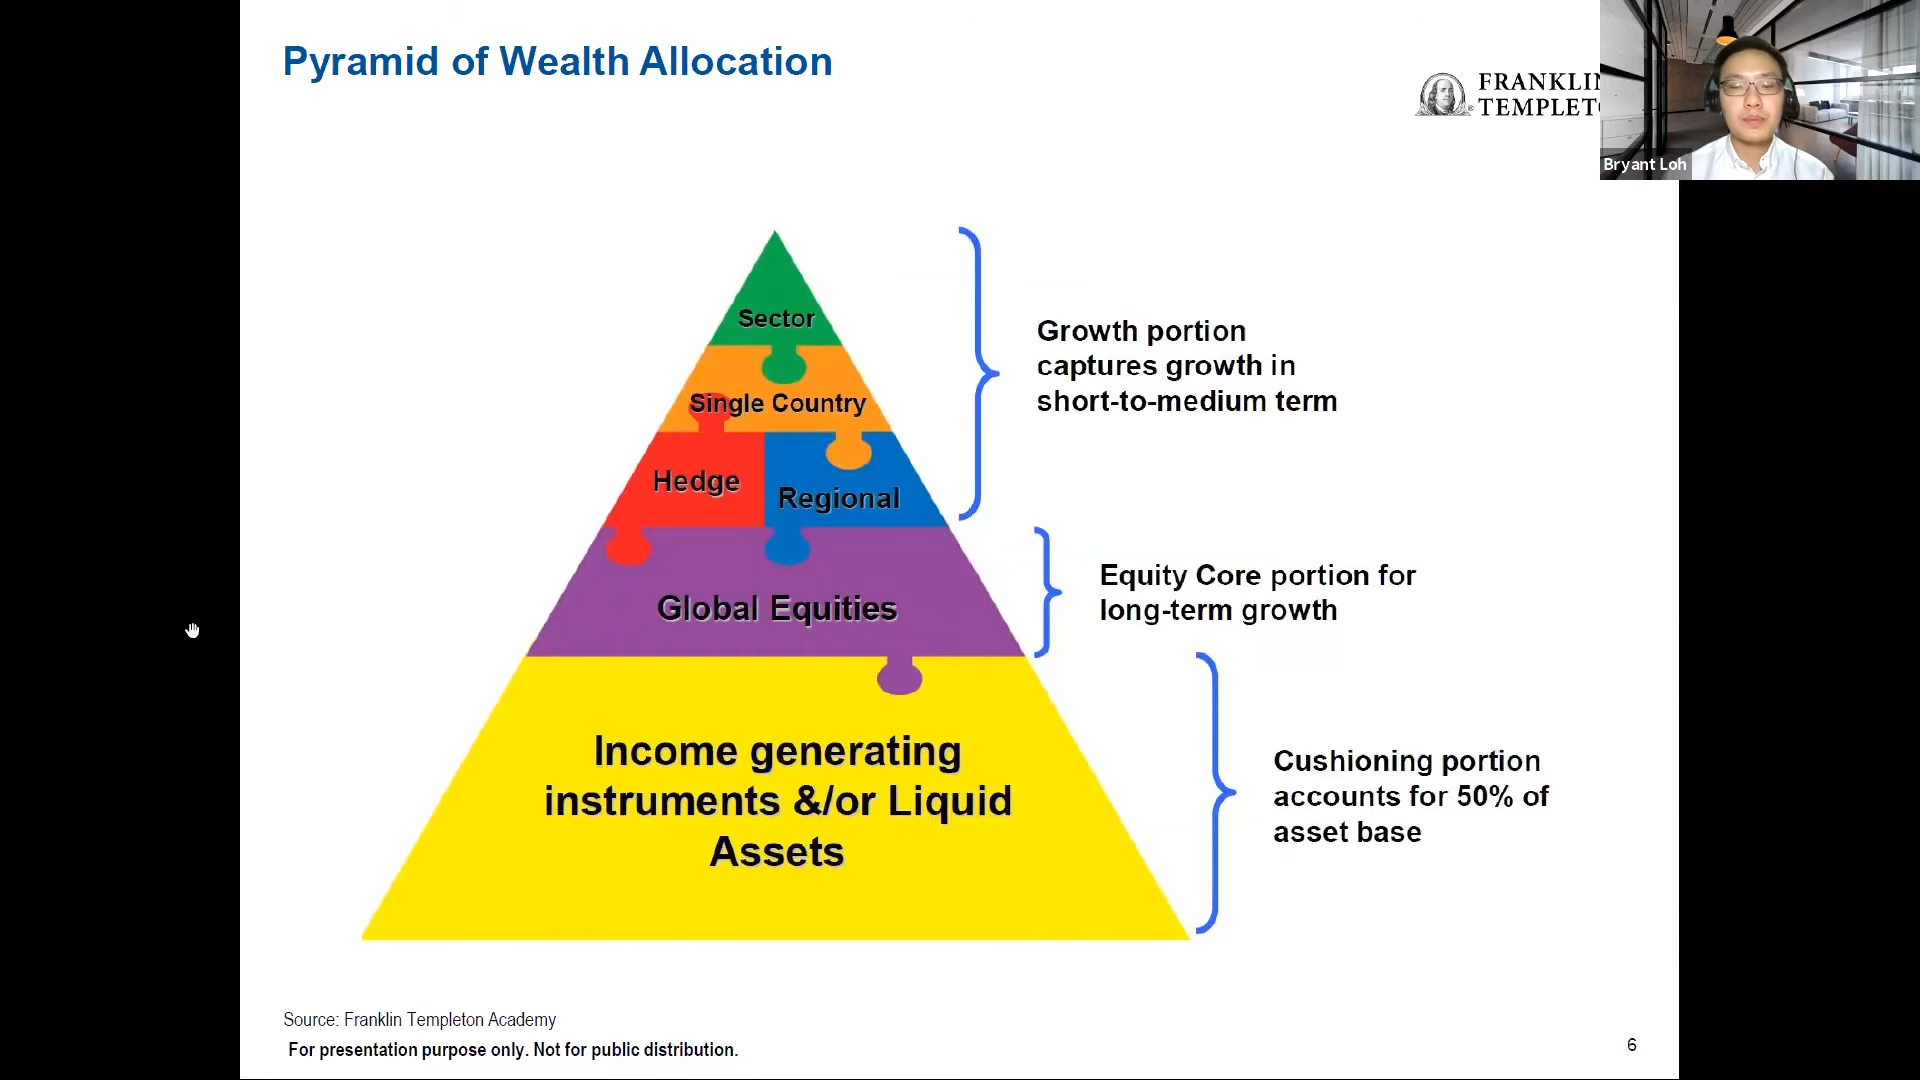 Pyramid of Wealth Allocation
FRANKLIN
TEMPLETO
Bryant Loh
Sector
Single Country
Hedge
Regional
Global Equities
Income generating
instruments &/or Liquid
Assets
Growth portion
captures growth in
short-to-medium term
Equity Core portion for
long-term growth
Cushioning portion
accounts for 50% of
asset base
Source: Franklin Templeton Academy
For presentation purpose only. Not for public distribution.
6